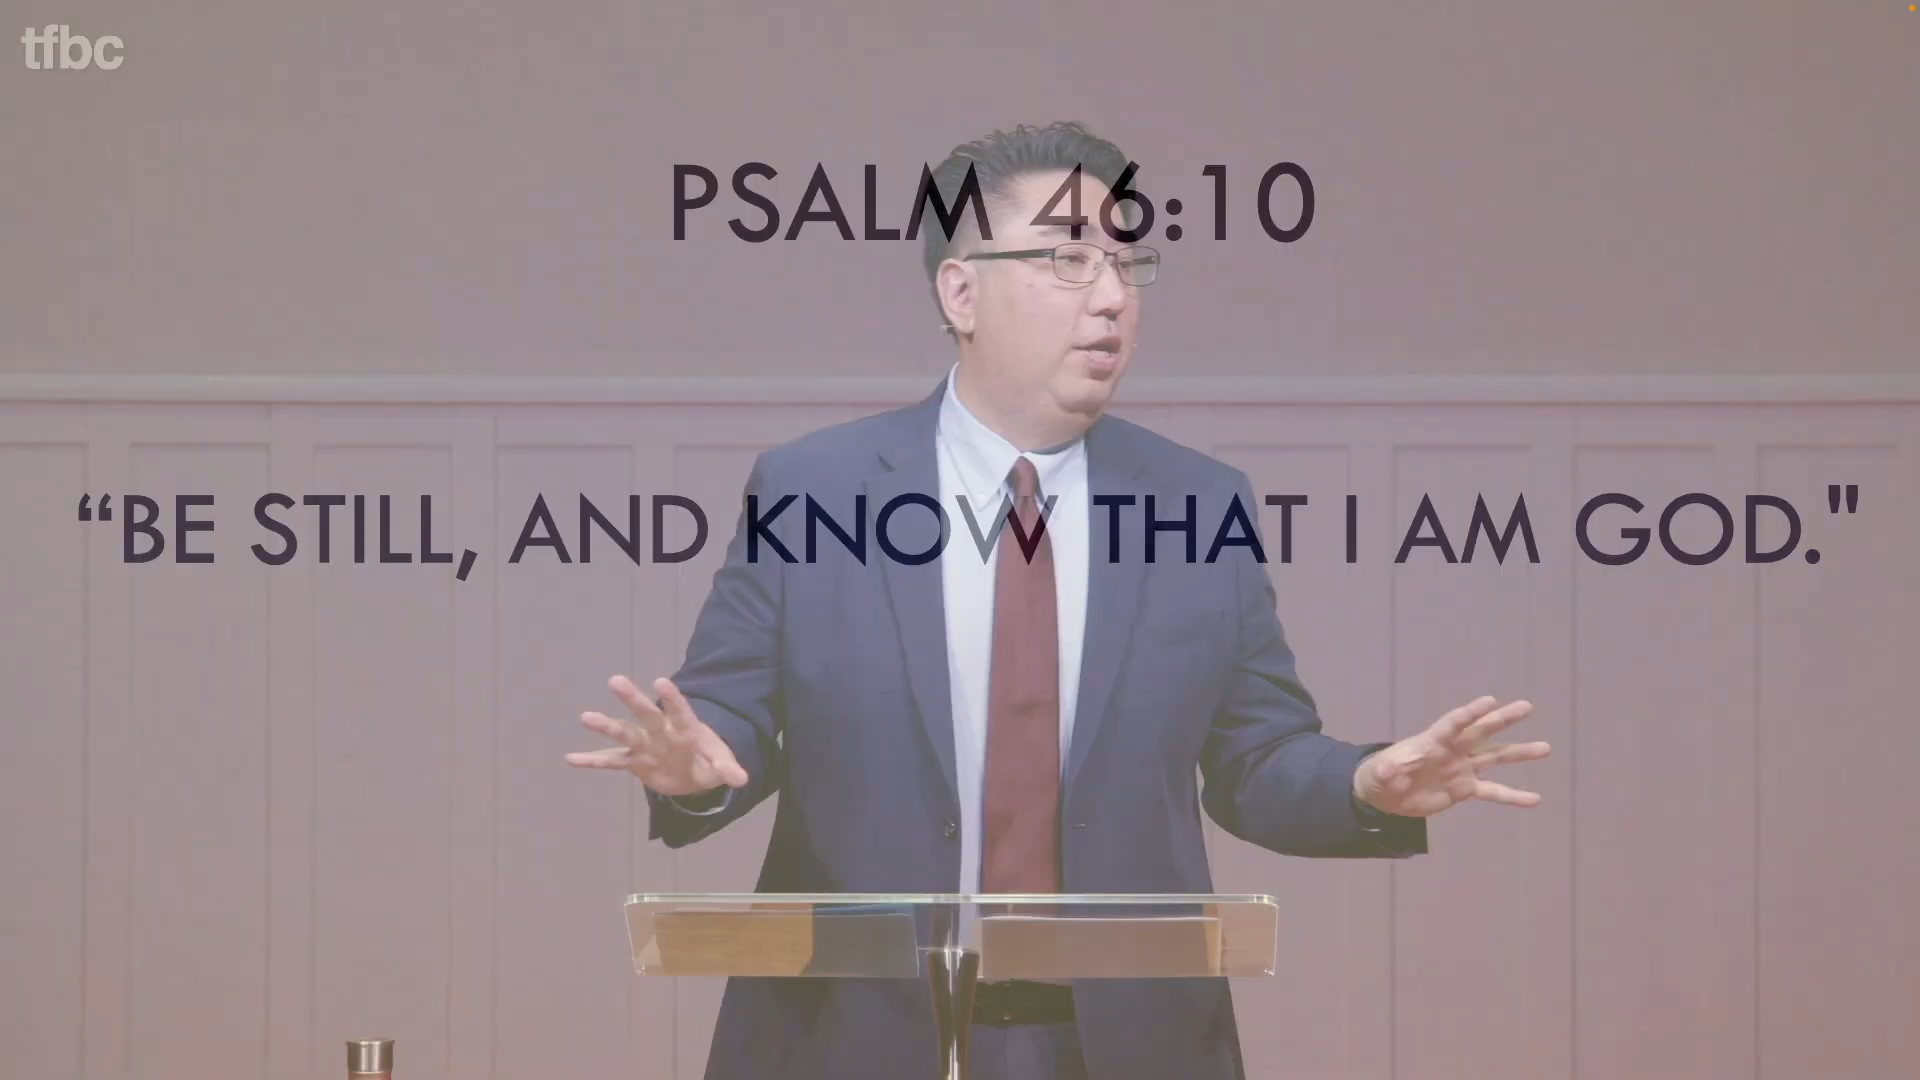 tfbc
PSALM 46:10
“BE STILL, AND KNOW THAT I AM GOD."